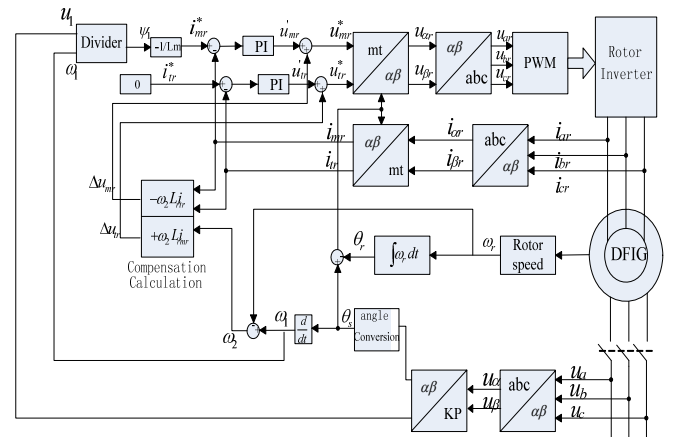 u1
ω1
Divider
ψ1
-1/Lm
i*mr
PI
u'mr
u*mr
0
i*tr
PI
u'tr
u*tr
mt
αβ
uαr
uβr
αβ
abc
uar
ubr
ucr
PWM
Rotor
Inverter
imr
itr
αβ
mt
iαr
iβr
abc
αβ
iar
ibr
icr
Δumr
Δutr
-ω2Litr
+ω2Limr
Compensation
Calculation
θr
∫ωr dt
ωr
Rotor
speed
DFIG
ω2
ω1
d
dt
θs
angle
Conversion
αβ
KP
uα
uβ
abc
αβ
ua
ub
uc